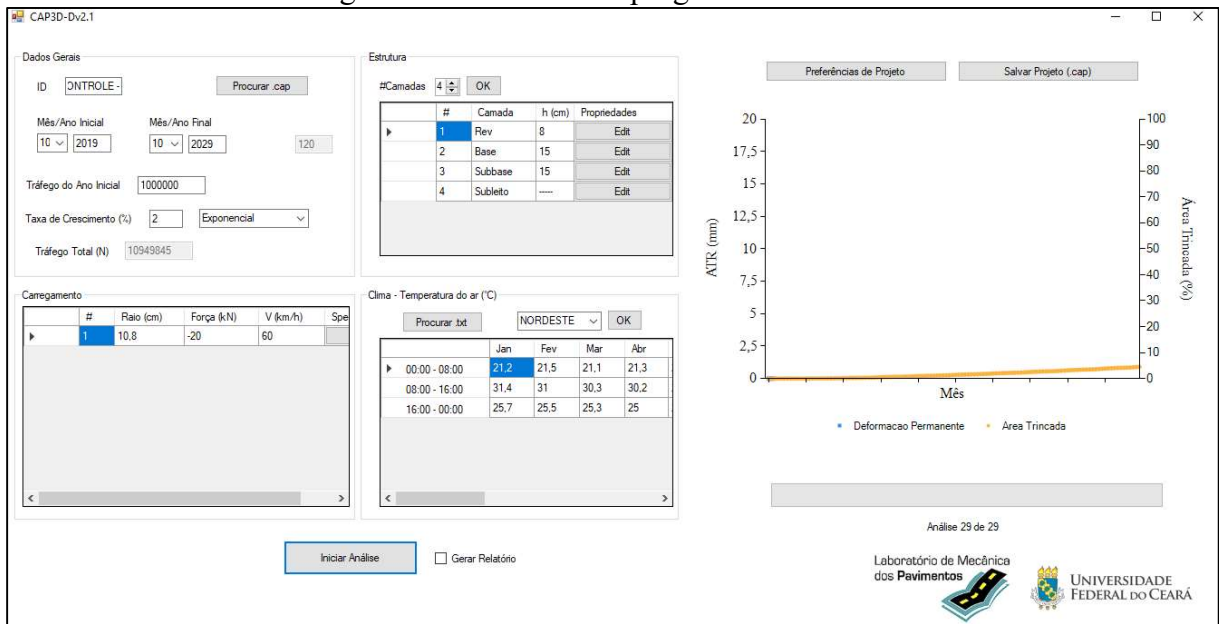 CAP3D-Dv2.1
Dados Gerais
ID ONTROLE - Procurar .cap
Mês/Ano Inicial Mês/Ano Final
10 2019 10 2029 120
Tráfego do Ano Inicial 1000000
Taxa de Crescimento (%) 2 Exponencial
Tráfego Total (N) 10949845
Estrutura
#Camadas 4 OK
# Camada h (cm) Propriedades
1 Rev 8 Edit
2 Base 15 Edit
3 Subbase 15 Edit
4 Subleito ----- Edit
Carregamento
# Raio (cm) Força (kN) V (km/h) Spe
1 10,8 -20 60
Clima - Temperatura do ar (°C)
Procurar .txt NORDESTE OK
Jan Fev Mar Abr
00:00 - 08:00 21,2 21,5 21,1 21,3
08:00 - 16:00 31,4 31 30,3 30,2
16:00 - 00:00 25,7 25,5 25,3 25
Iniciar Análise Gerar Relatório
Preferências de Projeto Salvar Projeto (.cap)
ATR (mm)
20
17,5
15
12,5
10
7,5
5
2,5
0
100
90
80
70
60
50
40
30
20
10
0
Área Trincada (%)
Mês
Deformacao Permanente Area Trincada
Análise 29 de 29
Laboratório de Mecânica
dos Pavimentos
UNIVERSIDADE
FEDERAL DO CEARÁ